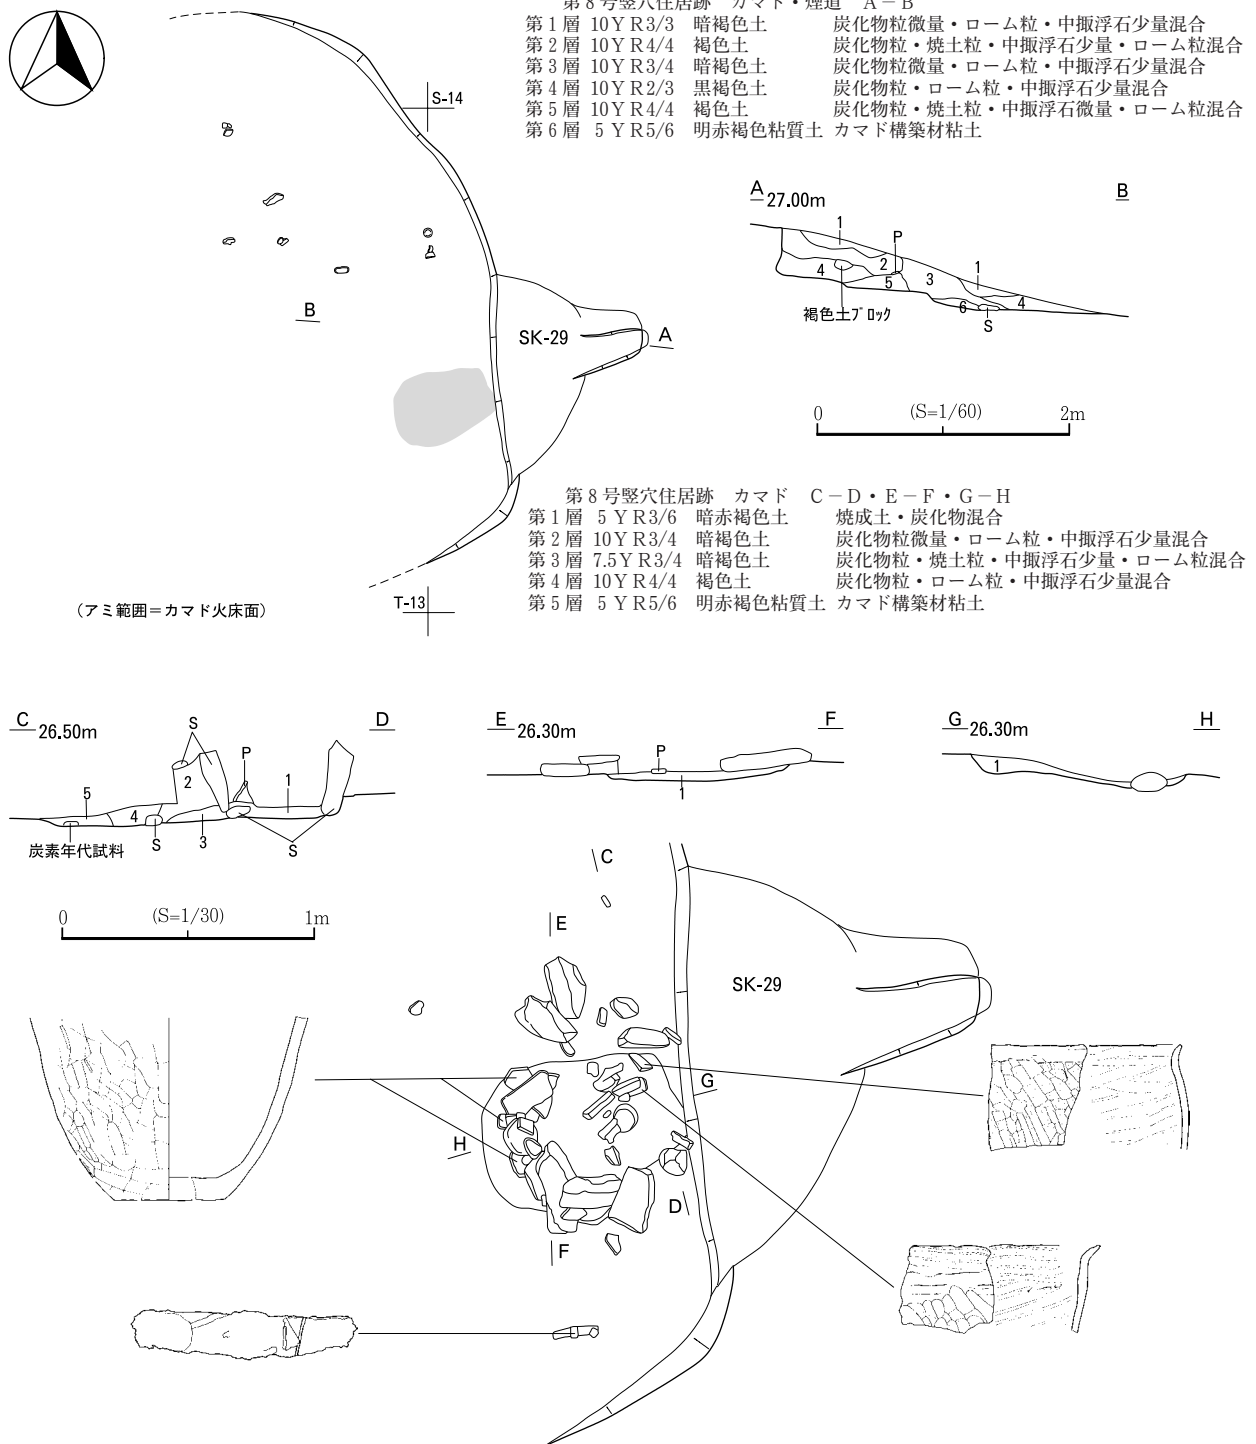 第８号竪穴住居跡　カマド・煙道　Ａ－Ｂ
第１層 10ＹＲ3/3 暗褐色土 炭化物粒微量・ローム粒・中掫浮石少量混合
第２層 10ＹＲ4/4 褐色土 炭化物粒・焼土粒・中掫浮石少量・ローム粒混合
第３層 10ＹＲ3/4 暗褐色土 炭化物粒微量・ローム粒・中掫浮石少量混合
第４層 10ＹＲ2/3 黒褐色土 炭化物粒・ローム粒・中掫浮石少量混合
第５層 10ＹＲ4/4 褐色土 炭化物粒・焼土粒・中掫浮石微量・ローム粒混合
第６層 ５ＹＲ5/6 明赤褐色粘質土 カマド構築材粘土
S-14
A 27.00m B
1
P
2
1
4
3
5
4
6
褐色土ブロック
S
B
SK-29
A
0 (S=1/60) 2m
第８号竪穴住居跡　カマド　Ｃ－Ｄ・Ｅ－Ｆ・Ｇ－Ｈ
第１層 ５ＹＲ3/6 暗赤褐色土 焼成土・炭化物混合
第２層 10ＹＲ3/4 暗褐色土 炭化物粒微量・ローム粒・中掫浮石少量混合
第３層 7.5ＹＲ3/4 暗褐色土 炭化物粒・焼土粒・中掫浮石少量・ローム粒混合
第４層 10ＹＲ4/4 褐色土 炭化物粒・ローム粒・中掫浮石少量混合
第５層 ５ＹＲ5/6 明赤褐色粘質土 カマド構築材粘土
（アミ範囲＝カマド火床面）
T-13
C 26.50m D
S
P
2
1
5
4
3
S
S
炭素年代試料
E 26.30m F
P
1
G 26.30m H
1
0 (S=1/30) 1m
C
E
SK-29
G
H
D
F